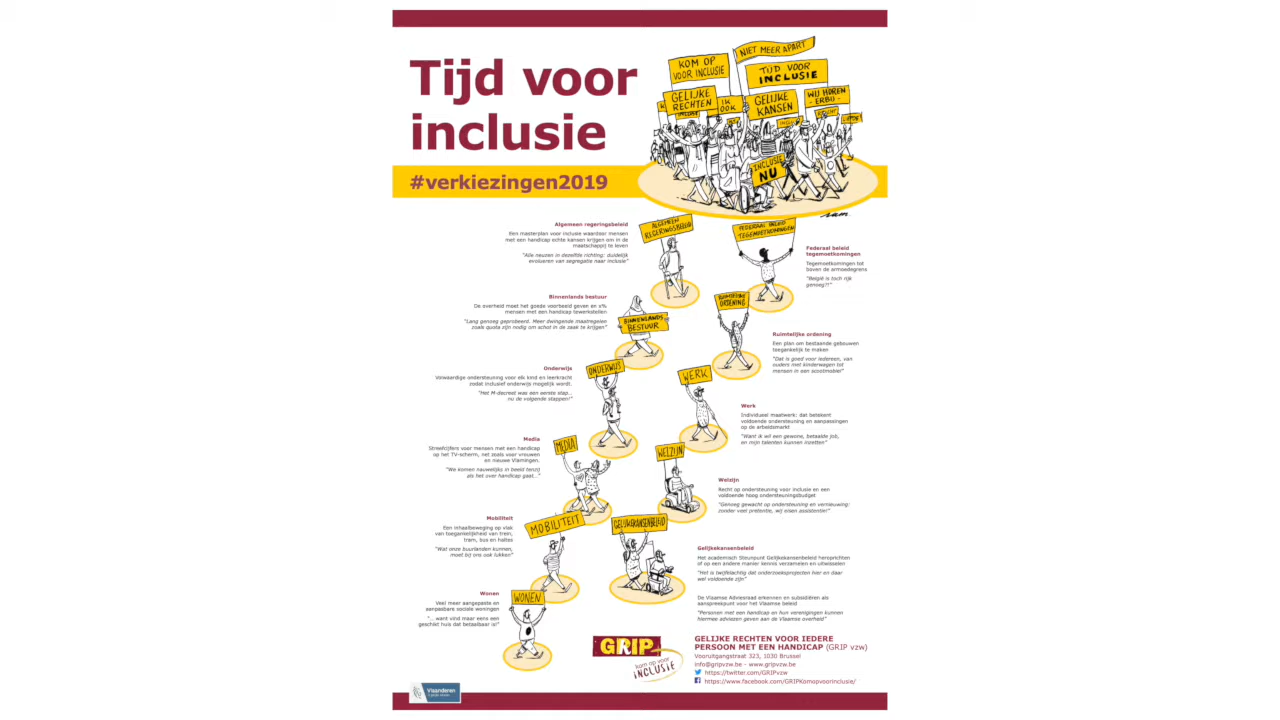 Tijd voor
inclusie
#verkiezingen2019
NIET MEER APART
KOM OP
VOOR INCLUSIE
TIJD VOOR
INCLUSIE
GELIJKE
RECHTEN
IK
OOK
GELIJKE
KANSEN
WIJ HOREN
ERBIJ
INCLUSIE
NU
ALGEMEEN
REGERINGSBELEID
Algemeen regeringsbeleid
Een masterplan voor inclusie waardoor mensen
met een handicap echte kansen krijgen om in de
maatschappij te leven
"Alle neuzen in dezelfde richting: duidelijk
evolueren van segregatie naar inclusie"
FEDERAAL BELEID
TEGEMOETKOMINGEN
Federaal beleid
tegemoetkomingen
Tegemoetkomingen tot
boven de armoedegrens
"België is toch rijk
genoeg?!"
Binnenlands bestuur
De overheid moet het goede voorbeeld geven en x%
mensen met een handicap tewerkstellen
"Lang genoeg geprobeerd. Meer dwingende maatregelen
zoals quota zijn nodig om schot in de zaak te krijgen"
BINNENLANDS
BESTUUR
RUIMTELIJKE
ORDENING
Ruimtelijke ordening
Een plan om bestaande gebouwen
toegankelijk te maken
"Dat is goed voor iedereen, van
ouders met kinderwagen tot
mensen in een scootmobiel"
Onderwijs
Volwaardige ondersteuning voor elk kind en leerkracht
zodat inclusief onderwijs mogelijk wordt.
"Het M-decreet was een eerste stap...
nu de volgende stappen!"
ONDERWIJS
WERK
Werk
Individueel maatwerk: dat betekent
voldoende ondersteuning en aanpassingen
op de arbeidsmarkt
"Want ik wil een gewone, betaalde job,
en mijn talenten kunnen inzetten"
Media
Streefcijfers voor mensen met een handicap
op het TV-scherm, net zoals voor vrouwen
en nieuwe Vlamingen.
"We komen nauwelijks in beeld tenzij
als het over handicap gaat..."
MEDIA
WELZIJN
Welzijn
Recht op ondersteuning voor inclusie en een
voldoende hoog ondersteuningsbudget
"Genoeg gewacht op ondersteuning en vernieuwing:
zonder veel pretentie, wij eisen assistentie!"
Mobiliteit
Een inhaalbeweging op vlak
van toegankelijkheid van trein,
tram, bus en haltes
"Wat onze buurlanden kunnen,
moet bij ons ook lukken"
MOBILITEIT
GELIJKEKANSENBELEID
Gelijkekansenbeleid
Het academisch Steunpunt Gelijkekansenbeleid heroprichten
of op een andere manier kennis verzamelen en uitwisselen
"Het is twijfelachtig dat onderzoeksprojecten hier en daar
wel voldoende zijn"
De Vlaamse Adviesraad erkennen en subsidiëren als
aanspreekpunt voor het Vlaamse beleid
"Personen met een handicap en hun verenigingen kunnen
hiermee adviezen geven aan de Vlaamse overheid"
Wonen
Veel meer aangepaste en
aanpasbare sociale woningen
"... want vind maar eens een
geschikt huis dat betaalbaar is!"
WONEN
GRIP
kom op voor
INCLUSIE
GELIJKE RECHTEN VOOR IEDERE
PERSOON MET EEN HANDICAP (GRIP vzw)
Vooruitgangstraat 323, 1030 Brussel
info@gripvzw.be - www.gripvzw.be
https://twitter.com/GRIPvzw
https://www.facebook.com/GRIPKomopvoorinclusie/
Vlaanderen